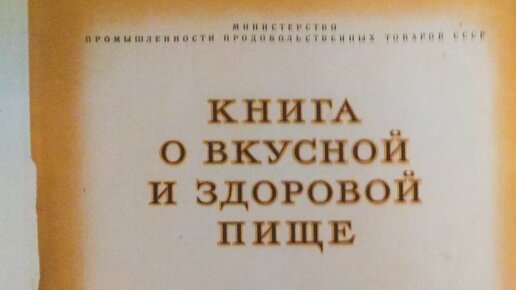 МИНИСТЕРСТВО
ПРОМЫШЛЕННОСТИ ПРОДОВОЛЬСТВЕННЫХ ТОВАРОВ СССР
КНИГА
О ВКУСНОЙ
И ЗДОРОВОЙ
ПИЩЕ